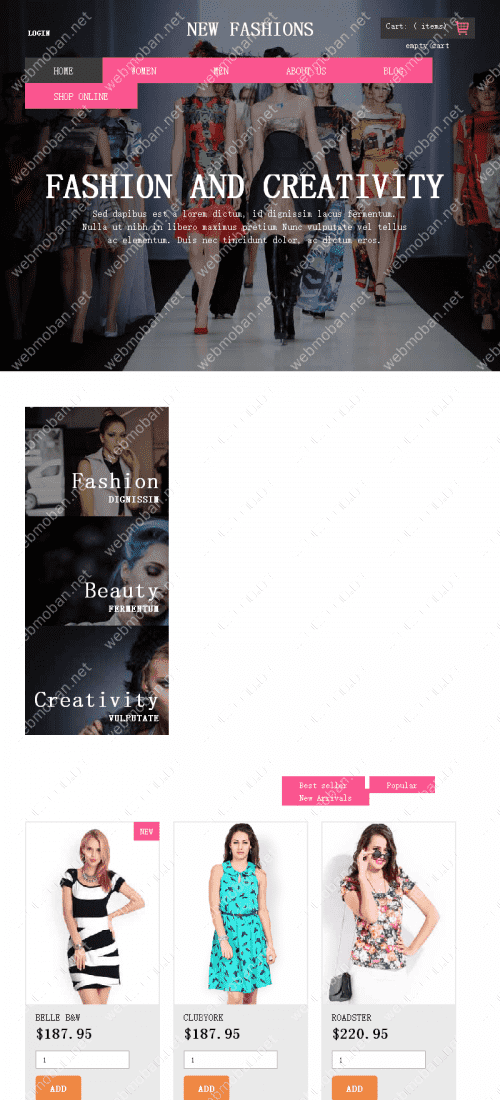 LOGIN
NEW FASHIONS
Cart: ( items)
empty cart
HOME
WOMEN
MEN
ABOUT US
BLOG
SHOP ONLINE
FASHION AND CREATIVITY
Sed dapibus est a lorem dictum, id dignissim lacus fermentum.
Nulla ut nibh in libero maximus pretium Nunc vulputate vel tellus
ac elementum. Duis nec tincidunt dolor, ac dictum eros.
Fashion
DIGNISSIM
Beauty
FERMENTUM
Creativity
VULPUTATE
Best seller
Popular
New Arrivals
NEW
BELLE B&W
$187.95
1
ADD
CLUBYORK
$187.95
1
ADD
ROADSTER
$220.95
1
ADD
webmoban.net